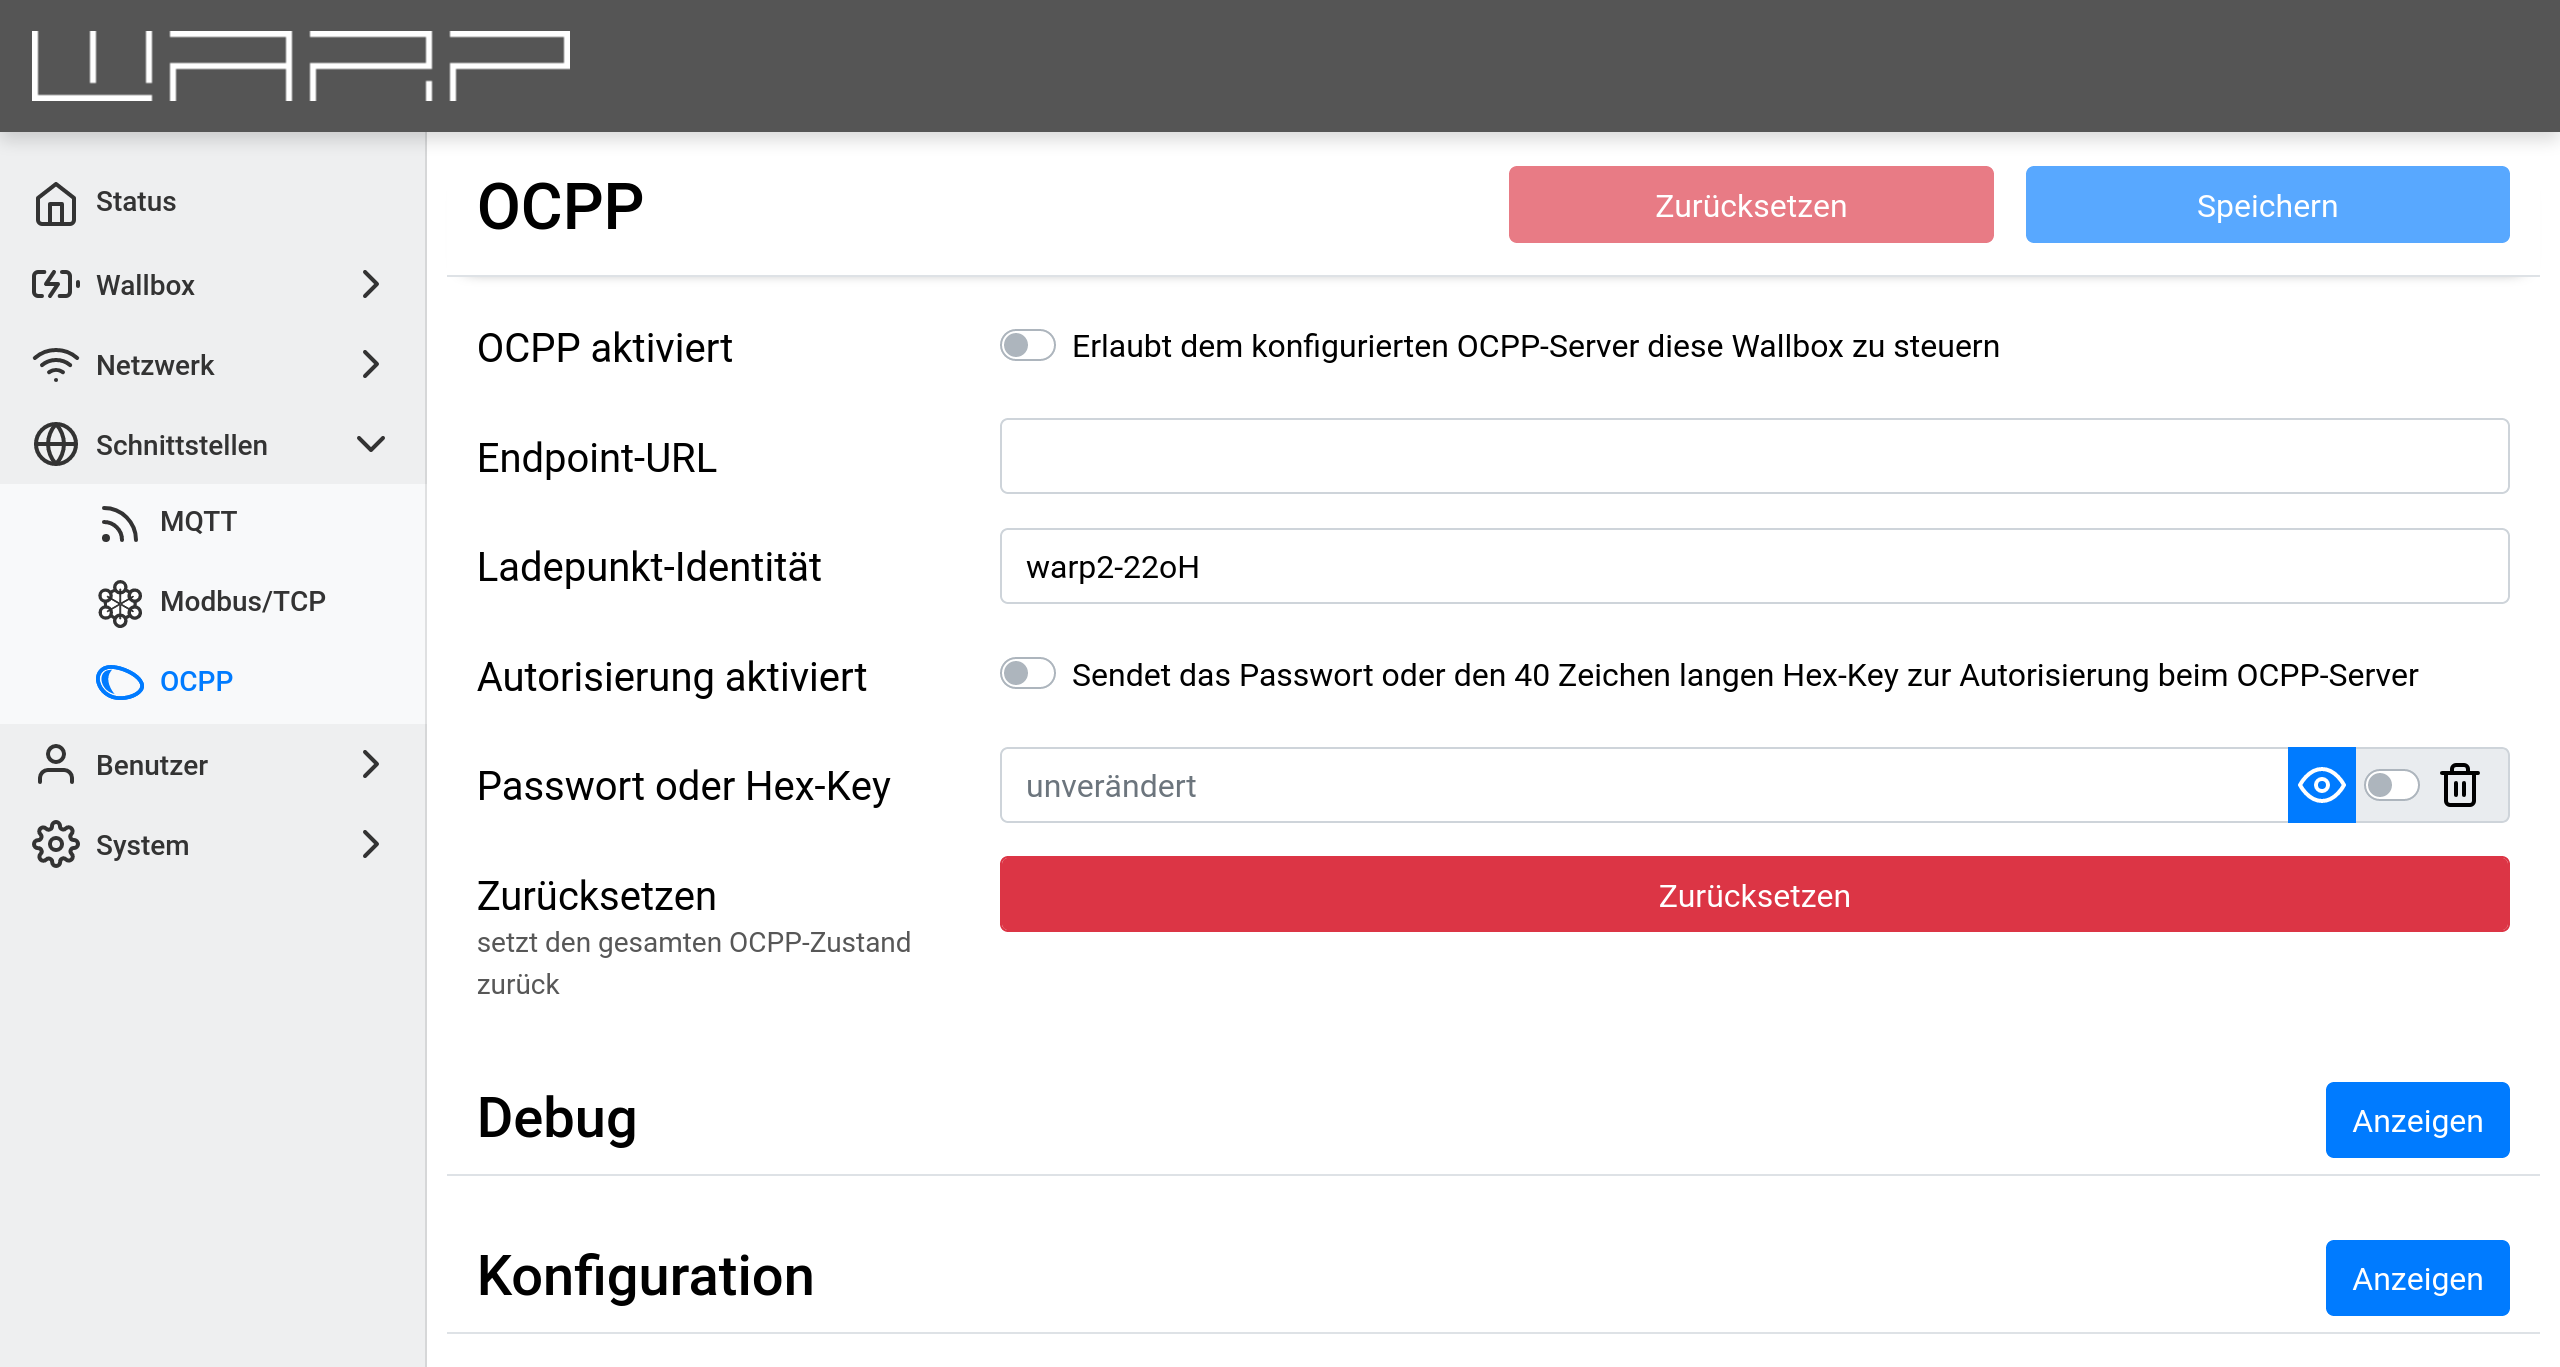 WARP
Status
Wallbox
Netzwerk
Schnittstellen
MQTT
Modbus/TCP
OCPP
Benutzer
System
OCPP
Zurücksetzen
Speichern
OCPP aktiviert
Erlaubt dem konfigurierten OCPP-Server diese Wallbox zu steuern
Endpoint-URL
Ladepunkt-Identität
warp2-22oH
Autorisierung aktiviert
Sendet das Passwort oder den 40 Zeichen langen Hex-Key zur Autorisierung beim OCPP-Server
Passwort oder Hex-Key
unverändert
Zurücksetzen
setzt den gesamten OCPP-Zustand
zurück
Zurücksetzen
Debug
Anzeigen
Konfiguration
Anzeigen